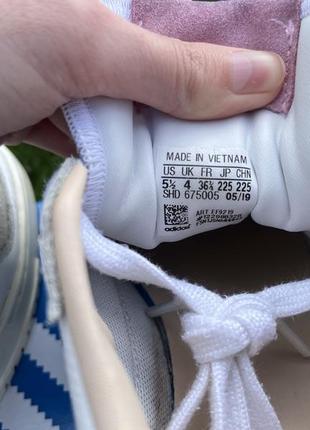 MADE IN VIETNAM
US UK FR JP CHN
5½ 4 36⅔ 225 225
SHD 675005 05/19
ART EF9219
adidas